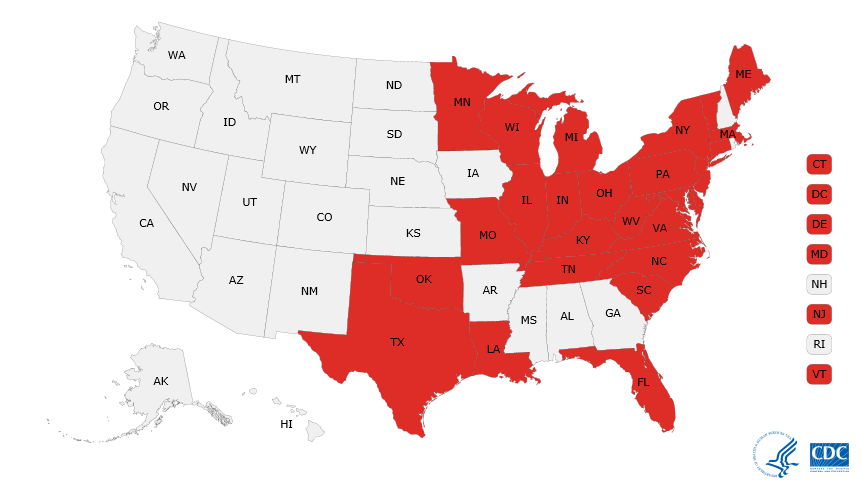 WA
MT
ND
MN
ME
OR
ID
SD
WI
MI
NY
MA
WY
NV
UT
CO
NE
IA
IL
IN
OH
PA
CT
CA
KS
MO
KY
WV
VA
DC
AZ
NM
OK
AR
TN
NC
DE
TX
LA
MS
AL
GA
SC
MD
AK
HI
FL
NH
NJ
RI
VT
CDC